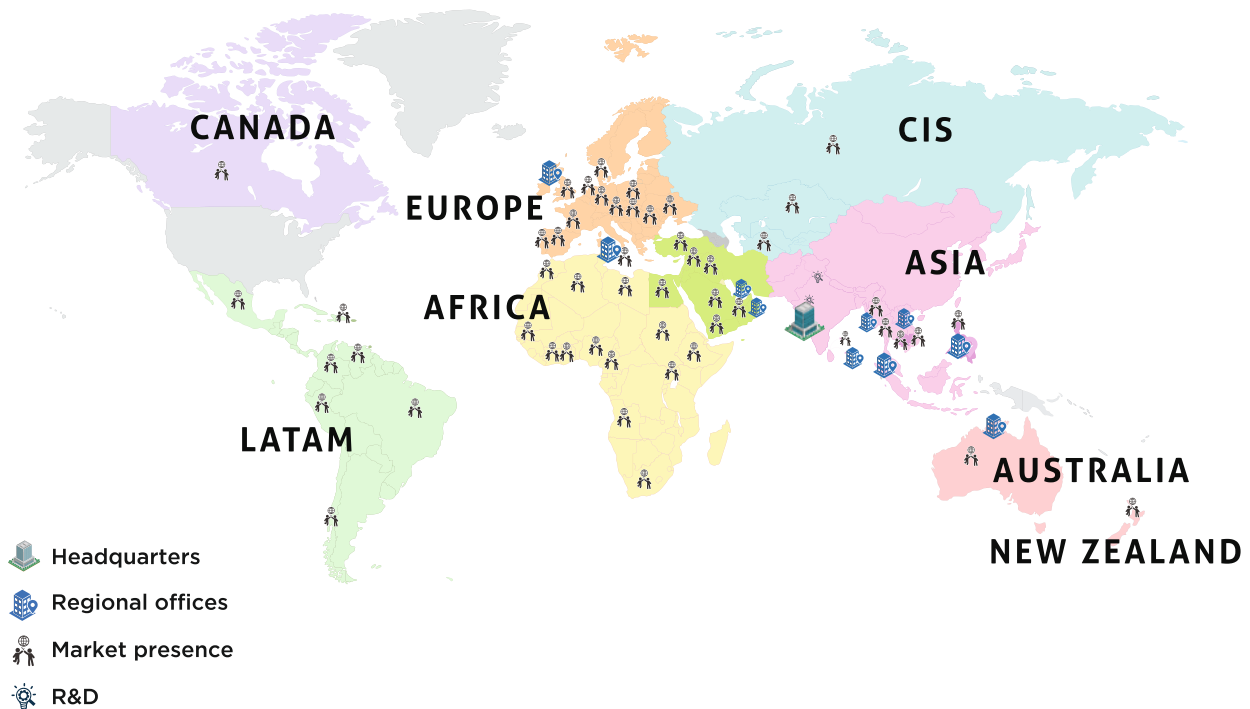 CANADA
CIS
EUROPE
ASIA
AFRICA
LATAM
AUSTRALIA
NEW ZEALAND
Headquarters
Regional offices
Market presence
R&D